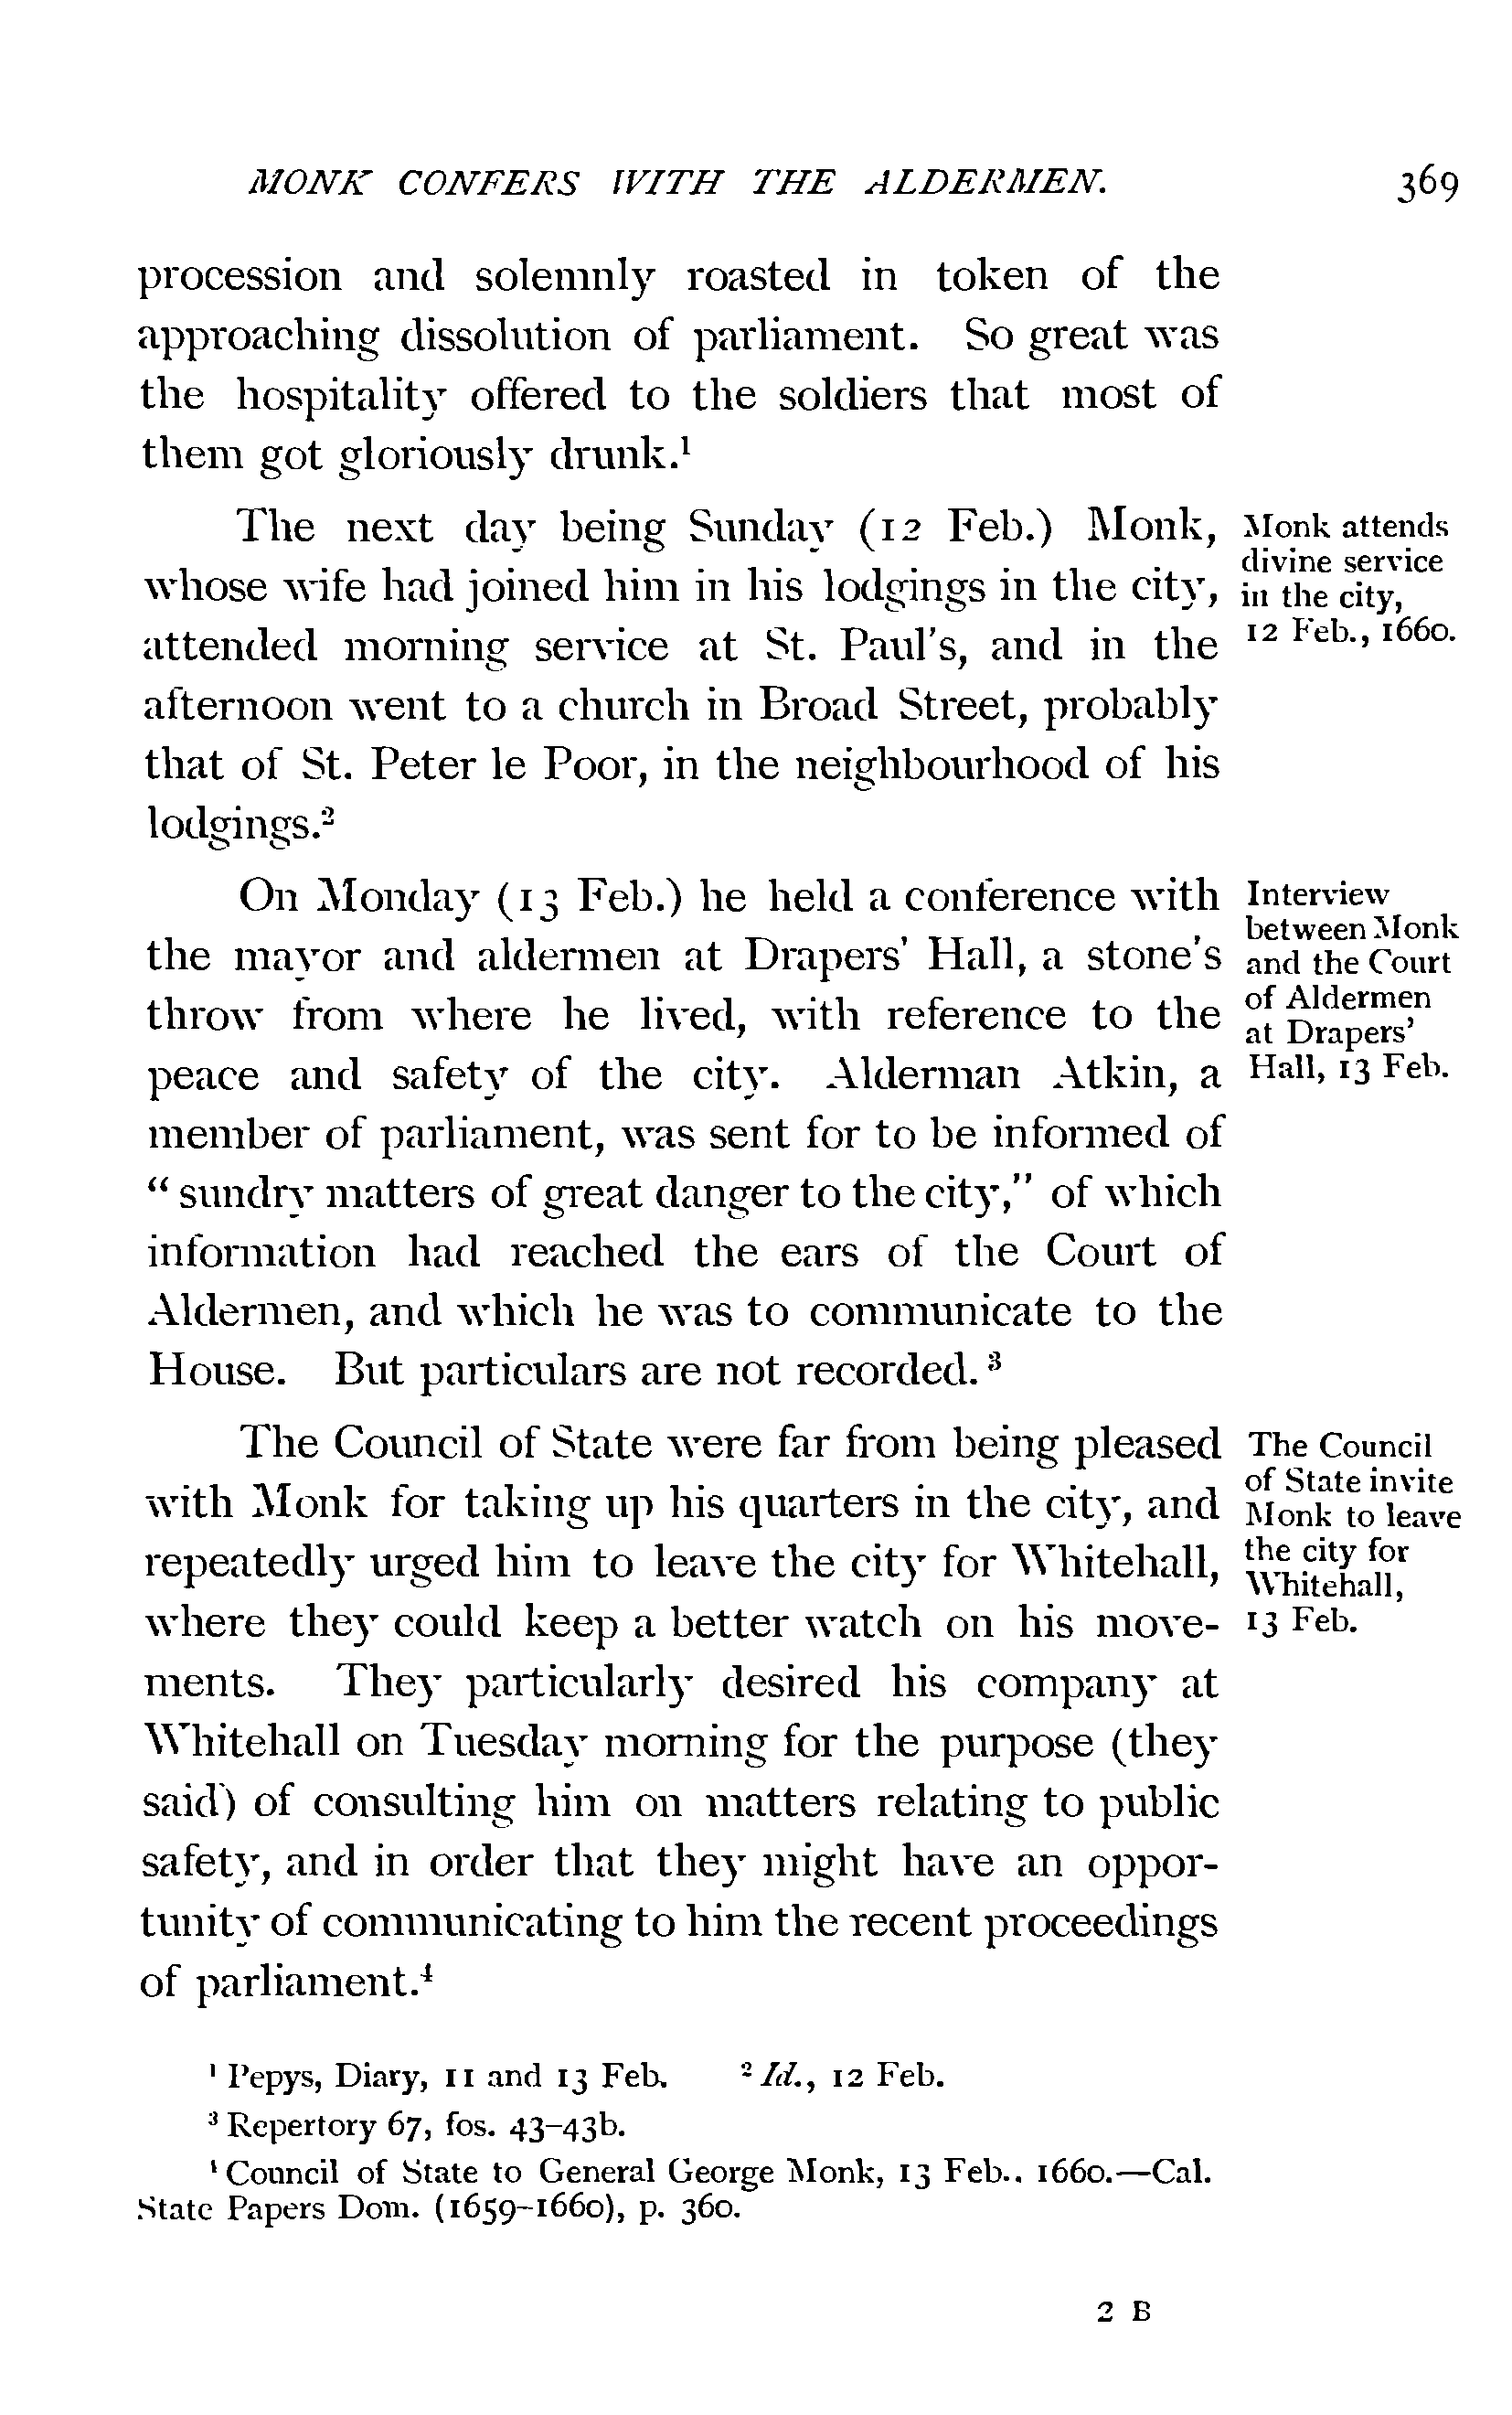 MONK CONFERS WITH THE ALDERMEN. 369
procession and solemnly roasted in token of the
approaching dissolution of parliament. So great was
the hospitality offered to the soldiers that most of
them got gloriously drunk.¹
The next day being Sunday (12 Feb.) Monk,
whose wife had joined him in his lodgings in the city,
attended morning service at St. Paul's, and in the
afternoon went to a church in Broad Street, probably
that of St. Peter le Poor, in the neighbourhood of his
lodgings.²
Monk attends
divine service
in the city,
12 Feb., 1660.
On Monday (13 Feb.) he held a conference with
the mayor and aldermen at Drapers' Hall, a stone's
throw from where he lived, with reference to the
peace and safety of the city. Alderman Atkin, a
member of parliament, was sent for to be informed of
“ sundry matters of great danger to the city,” of which
information had reached the ears of the Court of
Aldermen, and which he was to communicate to the
House. But particulars are not recorded. ³
Interview
between Monk
and the Court
of Aldermen
at Drapers'
Hall, 13 Feb.
The Council of State were far from being pleased
with Monk for taking up his quarters in the city, and
repeatedly urged him to leave the city for Whitehall,
where they could keep a better watch on his move-
ments. They particularly desired his company at
Whitehall on Tuesday morning for the purpose (they
said) of consulting him on matters relating to public
safety, and in order that they might have an oppor-
tunity of communicating to him the recent proceedings
of parliament.⁴
The Council
of State invite
Monk to leave
the city for
Whitehall,
13 Feb.
¹ Pepys, Diary, 11 and 13 Feb. ² Id., 12 Feb.
³ Repertory 67, fos. 43-43b.
⁴ Council of State to General George Monk, 13 Feb.. 1660.—Cal.
State Papers Dom. (1659-1660), p. 360.
2 B